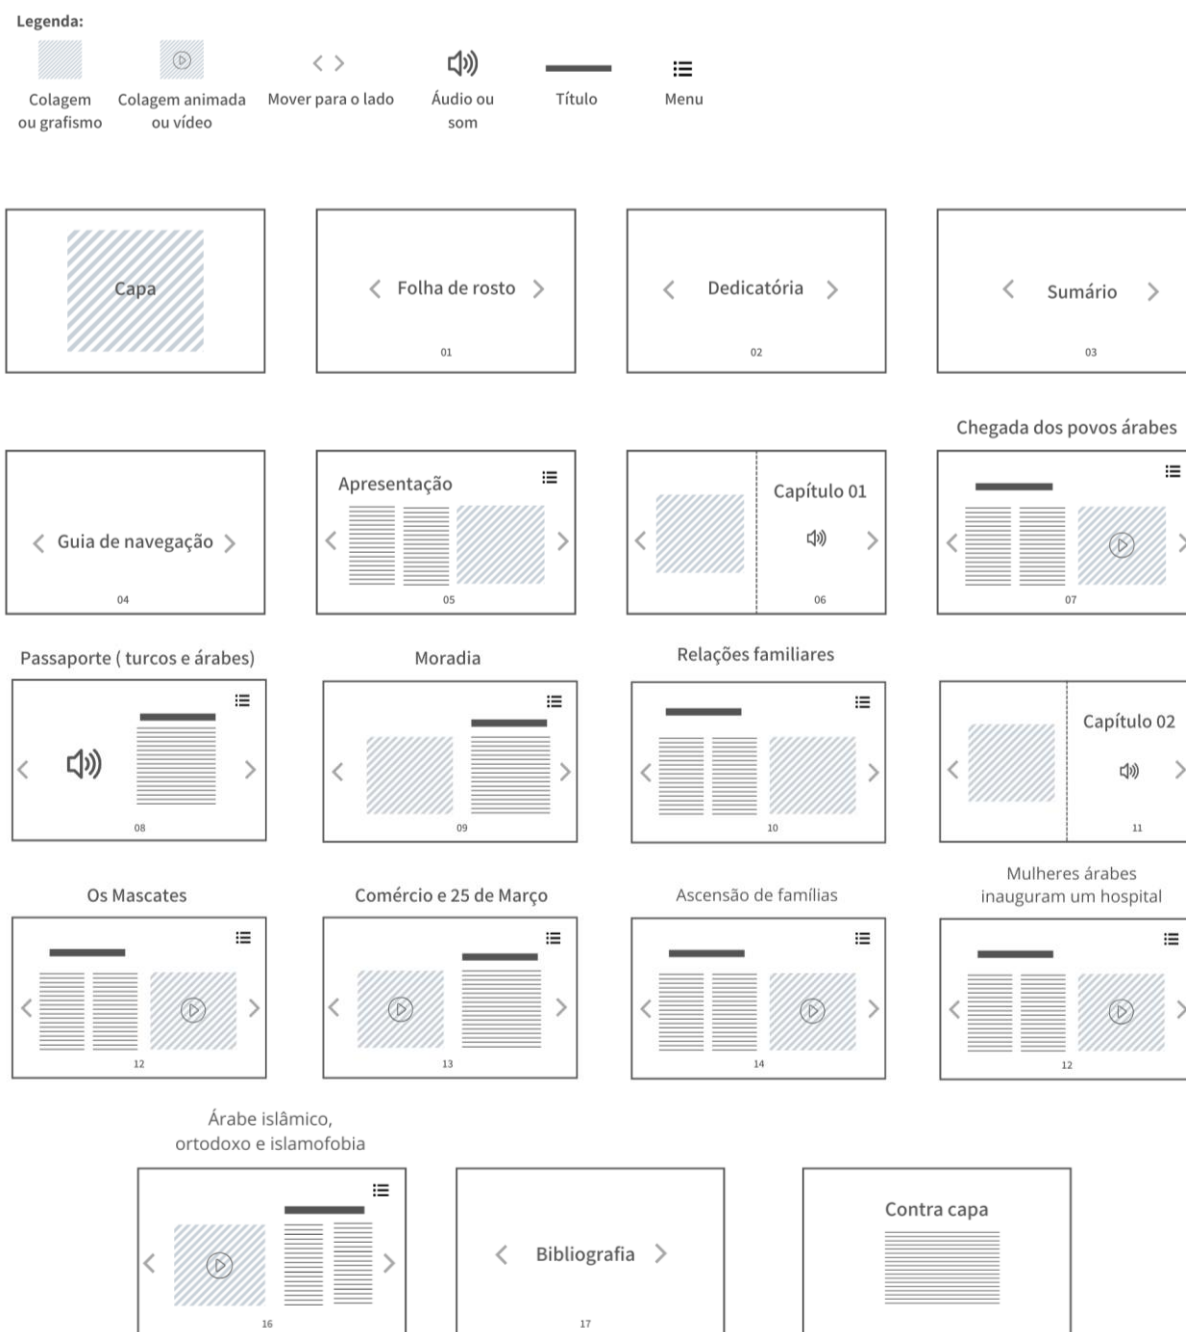 Legenda:
Colagem
ou grafismo
Colagem animada
ou vídeo
Mover para o lado
Áudio ou
som
Título
Menu
Capa
Folha de rosto
01
Dedicatória
02
Sumário
03
Guia de navegação
04
Apresentação
05
Capítulo 01
06
Chegada dos povos árabes
07
Passaporte ( turcos e árabes)
08
Moradia
09
Relações familiares
10
Capítulo 02
11
Os Mascates
12
Comércio e 25 de Março
13
Ascensão de famílias
14
Mulheres árabes
inauguram um hospital
12
Árabe islâmico,
ortodoxo e islamofobia
16
Bibliografia
17
Contra capa